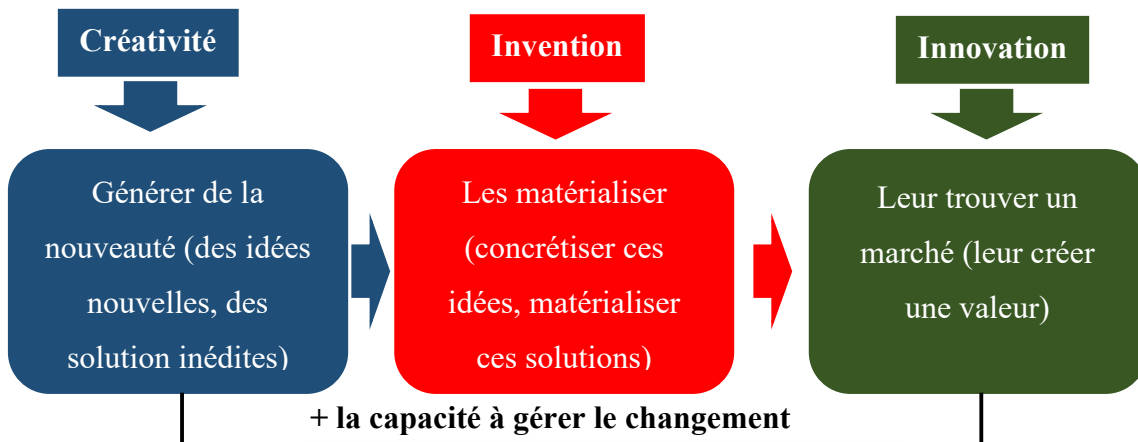 Créativité
Invention
Innovation
Générer de la
nouveauté (des idées
nouvelles, des
solution inédites)
Les matérialiser
(concrétiser ces
idées, matérialiser
ces solutions)
Leur trouver un
marché (leur créer
une valeur)
+ la capacité à gérer le changement